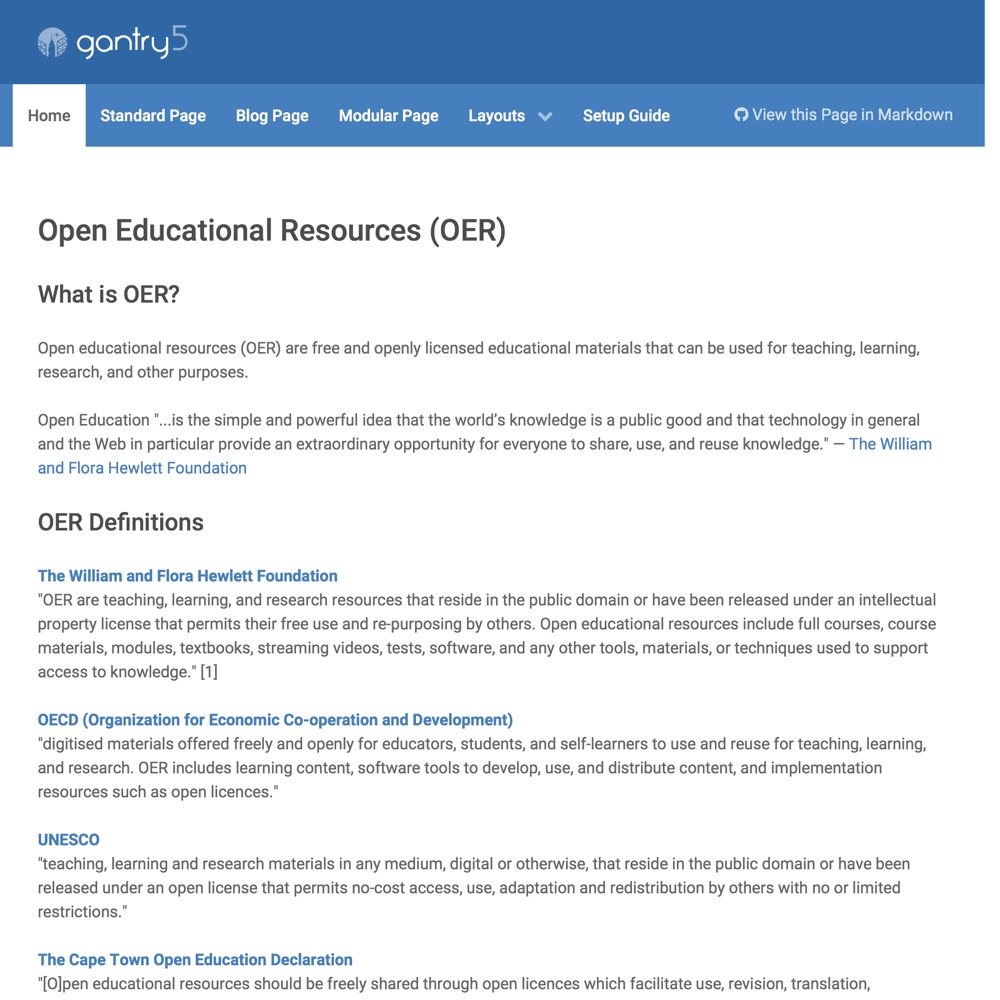 gantry5
Home Standard Page Blog Page Modular Page Layouts Setup Guide View this Page in Markdown
Open Educational Resources (OER)
What is OER?
Open educational resources (OER) are free and openly licensed educational materials that can be used for teaching, learning,
research, and other purposes.
Open Education "...is the simple and powerful idea that the world’s knowledge is a public good and that technology in general
and the Web in particular provide an extraordinary opportunity for everyone to share, use, and reuse knowledge." — The William
and Flora Hewlett Foundation
OER Definitions
The William and Flora Hewlett Foundation
"OER are teaching, learning, and research resources that reside in the public domain or have been released under an intellectual
property license that permits their free use and re-purposing by others. Open educational resources include full courses, course
materials, modules, textbooks, streaming videos, tests, software, and any other tools, materials, or techniques used to support
access to knowledge." [1]
OECD (Organization for Economic Co-operation and Development)
"digitised materials offered freely and openly for educators, students, and self-learners to use and reuse for teaching, learning,
and research. OER includes learning content, software tools to develop, use, and distribute content, and implementation
resources such as open licences."
UNESCO
"teaching, learning and research materials in any medium, digital or otherwise, that reside in the public domain or have been
released under an open license that permits no-cost access, use, adaptation and redistribution by others with no or limited
restrictions."
The Cape Town Open Education Declaration
"[O]pen educational resources should be freely shared through open licences which facilitate use, revision, translation,